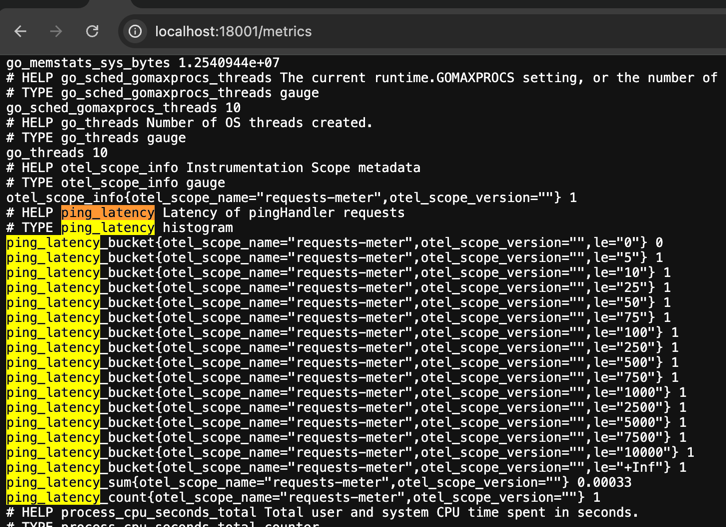 localhost:18001/metrics
go_memstats_sys_bytes 1.2540944e+07
# HELP go_sched_gomaxprocs_threads The current runtime.GOMAXPROCS setting, or the number of
# TYPE go_sched_gomaxprocs_threads gauge
go_sched_gomaxprocs_threads 10
# HELP go_threads Number of OS threads created.
# TYPE go_threads gauge
go_threads 10
# HELP otel_scope_info Instrumentation Scope metadata
# TYPE otel_scope_info gauge
otel_scope_info{otel_scope_name="requests-meter",otel_scope_version=""} 1
# HELP ping_latency Latency of pingHandler requests
# TYPE ping_latency histogram
ping_latency_bucket{otel_scope_name="requests-meter",otel_scope_version="",le="0"} 0
ping_latency_bucket{otel_scope_name="requests-meter",otel_scope_version="",le="5"} 1
ping_latency_bucket{otel_scope_name="requests-meter",otel_scope_version="",le="10"} 1
ping_latency_bucket{otel_scope_name="requests-meter",otel_scope_version="",le="25"} 1
ping_latency_bucket{otel_scope_name="requests-meter",otel_scope_version="",le="50"} 1
ping_latency_bucket{otel_scope_name="requests-meter",otel_scope_version="",le="75"} 1
ping_latency_bucket{otel_scope_name="requests-meter",otel_scope_version="",le="100"} 1
ping_latency_bucket{otel_scope_name="requests-meter",otel_scope_version="",le="250"} 1
ping_latency_bucket{otel_scope_name="requests-meter",otel_scope_version="",le="500"} 1
ping_latency_bucket{otel_scope_name="requests-meter",otel_scope_version="",le="750"} 1
ping_latency_bucket{otel_scope_name="requests-meter",otel_scope_version="",le="1000"} 1
ping_latency_bucket{otel_scope_name="requests-meter",otel_scope_version="",le="2500"} 1
ping_latency_bucket{otel_scope_name="requests-meter",otel_scope_version="",le="5000"} 1
ping_latency_bucket{otel_scope_name="requests-meter",otel_scope_version="",le="7500"} 1
ping_latency_bucket{otel_scope_name="requests-meter",otel_scope_version="",le="10000"} 1
ping_latency_bucket{otel_scope_name="requests-meter",otel_scope_version="",le="+Inf"} 1
ping_latency_sum{otel_scope_name="requests-meter",otel_scope_version=""} 0.00033
ping_latency_count{otel_scope_name="requests-meter",otel_scope_version=""} 1
# HELP process_cpu_seconds_total Total user and system CPU time spent in seconds.
# TYPE process_cpu_seconds_total counter